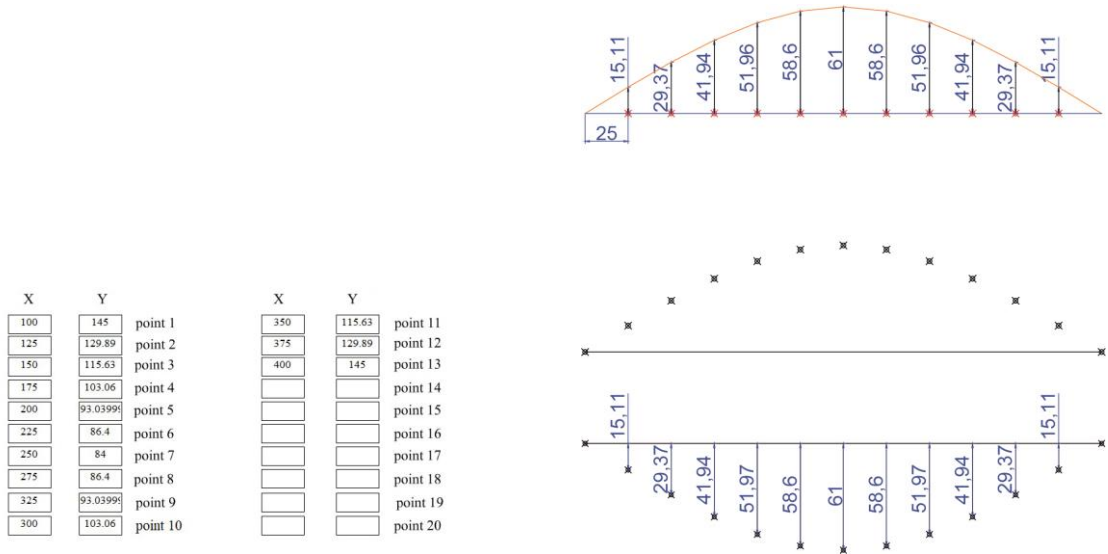 15,11 29,37 41,94 51,96 58,6 61 58,6 51,96 41,94 29,37 15,11
25
X Y X Y
100 145 point 1 350 115.63 point 11
125 129.89 point 2 375 129.89 point 12
150 115.63 point 3 400 145 point 13
175 103.06 point 4 point 14
200 93.03999 point 5 point 15
225 86.4 point 6 point 16
250 84 point 7 point 17
275 86.4 point 8 point 18
325 93.03999 point 9 point 19
300 103.06 point 10 point 20
15,11 29,37 41,94 51,97 58,6 61 58,6 51,97 41,94 29,37 15,11